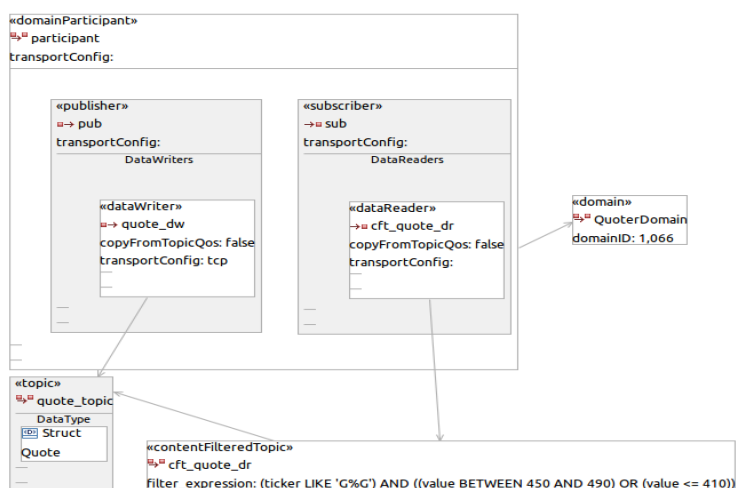 «domainParticipant»
participant
transportConfig:
«publisher»
pub
transportConfig:
DataWriters
«dataWriter»
quote_dw
copyFromTopicQos: false
transportConfig: tcp
«subscriber»
sub
transportConfig:
DataReaders
«dataReader»
cft_quote_dr
copyFromTopicQos: false
transportConfig:
«domain»
QuoterDomain
domainID: 1,066
«topic»
quote_topic
DataType
Struct
Quote
«contentFilteredTopic»
cft_quote_dr
filter_expression: (ticker LIKE 'G%G') AND ((value BETWEEN 450 AND 490) OR (value <= 410))